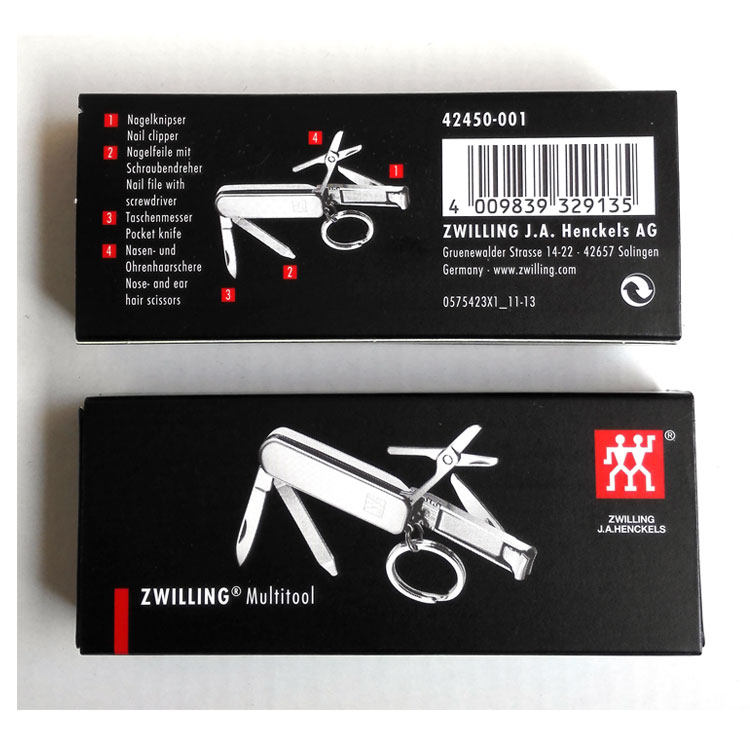 1 Nagelknipser
Nail clipper
2 Nagelfeile mit
Schraubendreher
Nail file with
screwdriver
3 Taschenmesser
Pocket knife
4 Nasen- und
Ohrenhaarschere
Nose- and ear
hair scissors
4
1
2
3
42450-001
4 009839 329135
ZWILLING J.A. Henckels AG
Gruenewalder Strasse 14-22 · 42657 Solingen
Germany · www.zwilling.com
0575423X1_11-13
®
ZWILLING
J.A.HENCKELS
ZWILLING® Multitool